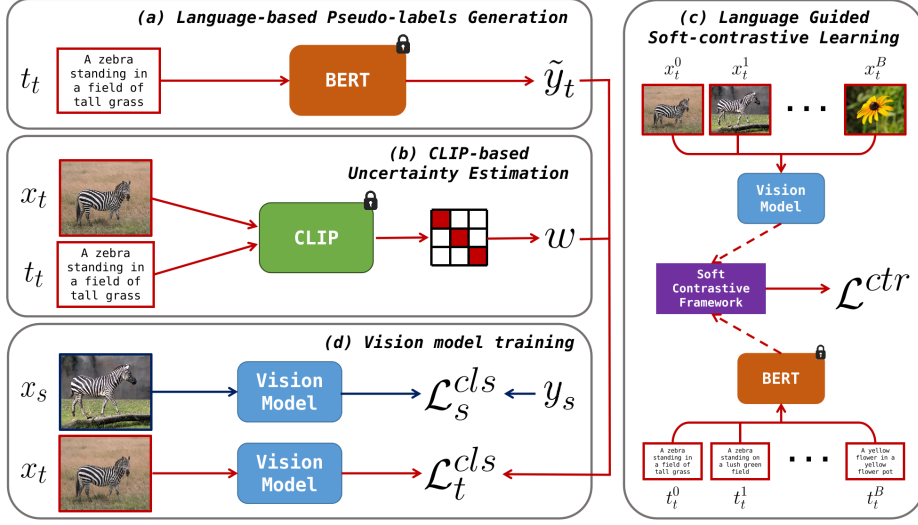 (a) Language-based Pseudo-labels Generation
t_t
A zebra
standing in
a field of
tall grass
BERT
ỹ_t
(b) CLIP-based
Uncertainty Estimation
x_t
t_t
A zebra
standing in
a field of
tall grass
CLIP
w
(d) Vision model training
x_s
Vision
Model
ℒ_s^{cls}
y_s
x_t
Vision
Model
ℒ_t^{cls}
(c) Language Guided
Soft-contrastive Learning
x_t^0 x_t^1 x_t^B
. . .
Vision
Model
Soft
Contrastive
Framework
ℒ^{ctr}
BERT
A zebra
standing in
a field of
tall grass
A zebra
standing on
a lush green
field
. . .
A yellow
flower in a
yellow
flower pot
t_t^0 t_t^1 t_t^B